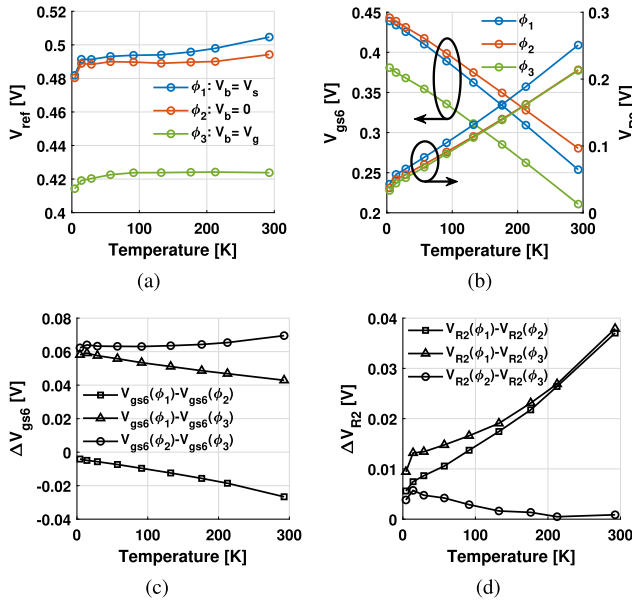 0.52
0.5
0.48
0.46
0.44
0.42
0.4
V_ref [V]
ϕ1: Vb= Vs
ϕ2: Vb= 0
ϕ3: Vb= Vg
0 100 200 300
Temperature [K]
(a)
0.45
0.4
0.35
0.3
0.25
0.2
V_gs6 [V]
ϕ1
ϕ2
ϕ3
0.3
0.2
0.1
0
0 100 200 300
Temperature [K]
(b)
0.08
0.06
0.04
0.02
0
-0.02
-0.04
ΔV_gs6 [V]
V_gs6(ϕ1)-V_gs6(ϕ2)
V_gs6(ϕ1)-V_gs6(ϕ3)
V_gs6(ϕ2)-V_gs6(ϕ3)
0 100 200 300
Temperature [K]
(c)
0.04
0.03
0.02
0.01
0
ΔV_R2 [V]
V_R2(ϕ1)-V_R2(ϕ2)
V_R2(ϕ1)-V_R2(ϕ3)
V_R2(ϕ2)-V_R2(ϕ3)
0 100 200 300
Temperature [K]
(d)